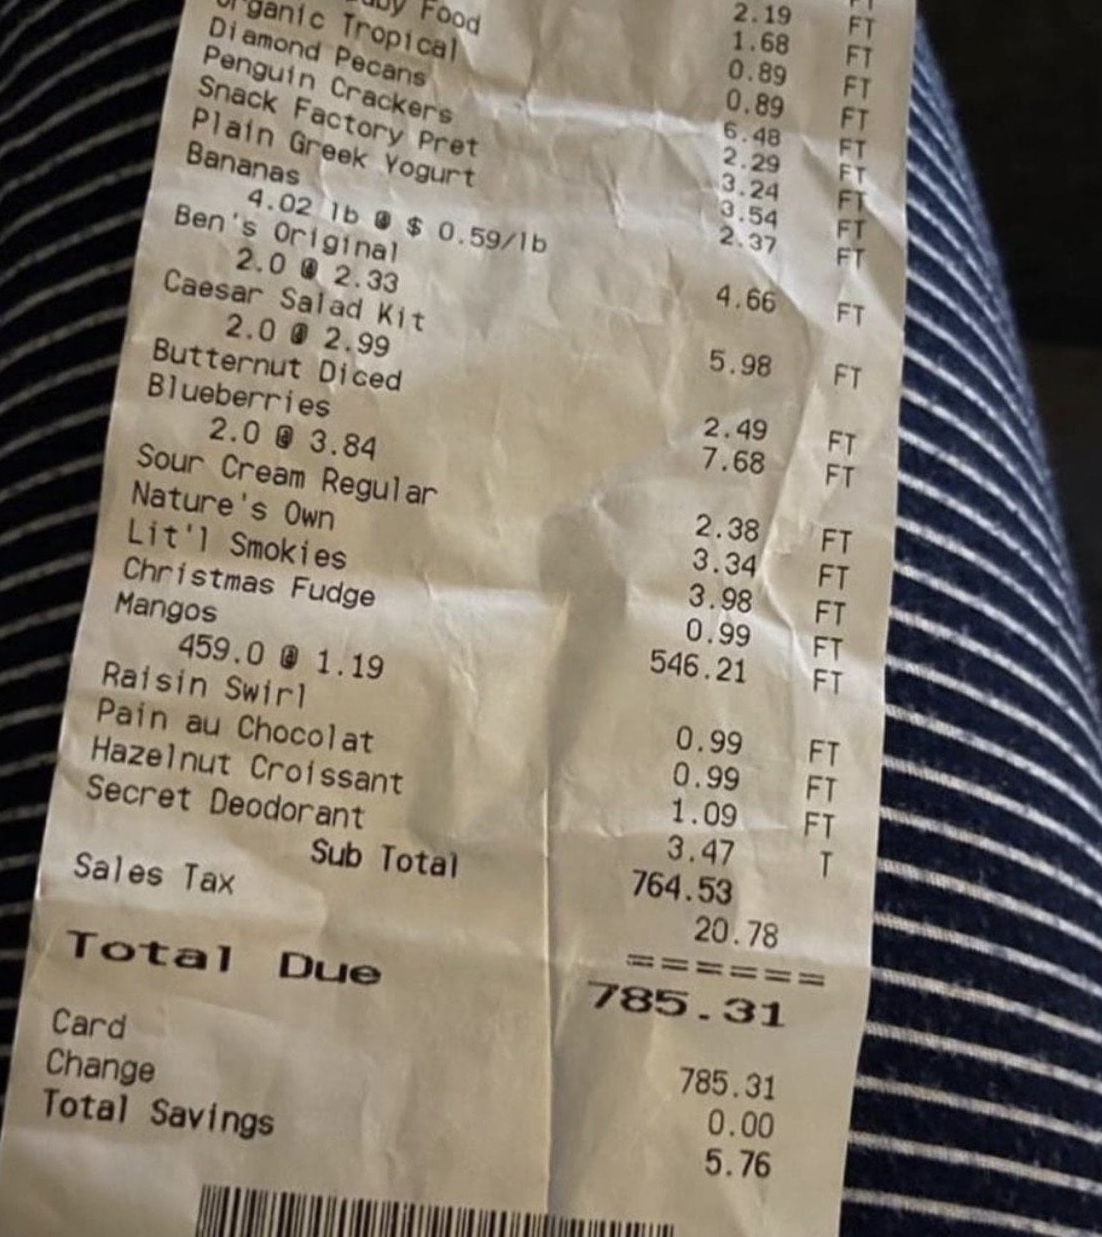 2.19 FT
1.68 FT
Food 0.89 FT
Organic Tropical 0.89 FT
Diamond Pecans 6.48 FT
Penguin Crackers 2.29 FT
Snack Factory Pret 3.24 FT
Plain Greek Yogurt 3.54 FT
Bananas 2.37 FT
4.02 lb @ $ 0.59/lb
Ben's Original 4.66 FT
2.0 @ 2.33
Caesar Salad Kit 5.98 FT
2.0 @ 2.99
Butternut Diced 2.49 FT
Blueberries 7.68 FT
2.0 @ 3.84
Sour Cream Regular 2.38 FT
Nature's Own 3.34 FT
Lit'l Smokies 3.98 FT
Christmas Fudge 0.99 FT
Mangos 546.21 FT
459.0 @ 1.19
Raisin Swirl 0.99 FT
Pain au Chocolat 0.99 FT
Hazelnut Croissant 1.09 FT
Secret Deodorant 3.47 T
Sub Total 764.53
Sales Tax 20.78
======
Total Due 785.31
Card 785.31
Change 0.00
Total Savings 5.76